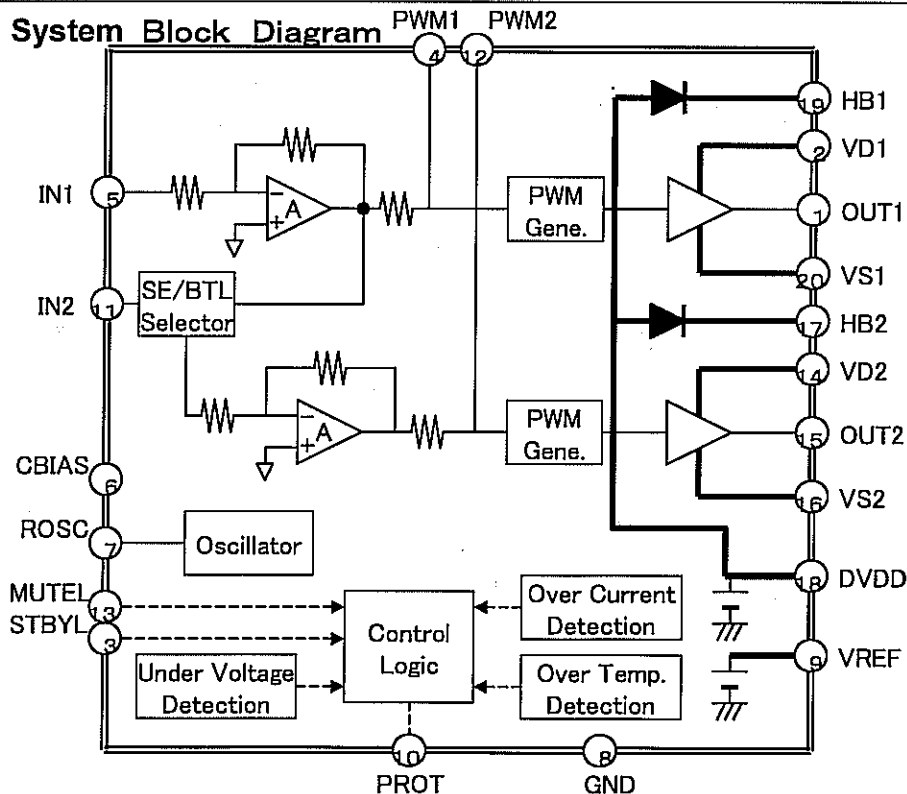 System Block Diagram
PWM1 PWM2
4 12
19 HB1
2 VD1
IN1 5
A
PWM
Gene.
1 OUT1
20 VS1
IN2 11
SE/BTL
Selector
17 HB2
14 VD2
A
PWM
Gene.
15 OUT2
16 VS2
CBIAS
6
ROSC
7
Oscillator
18 DVDD
MUTEL
13
STBYL
3
Control
Logic
Over Current
Detection
9 VREF
Under Voltage
Detection
Over Temp.
Detection
10 8
PROT GND